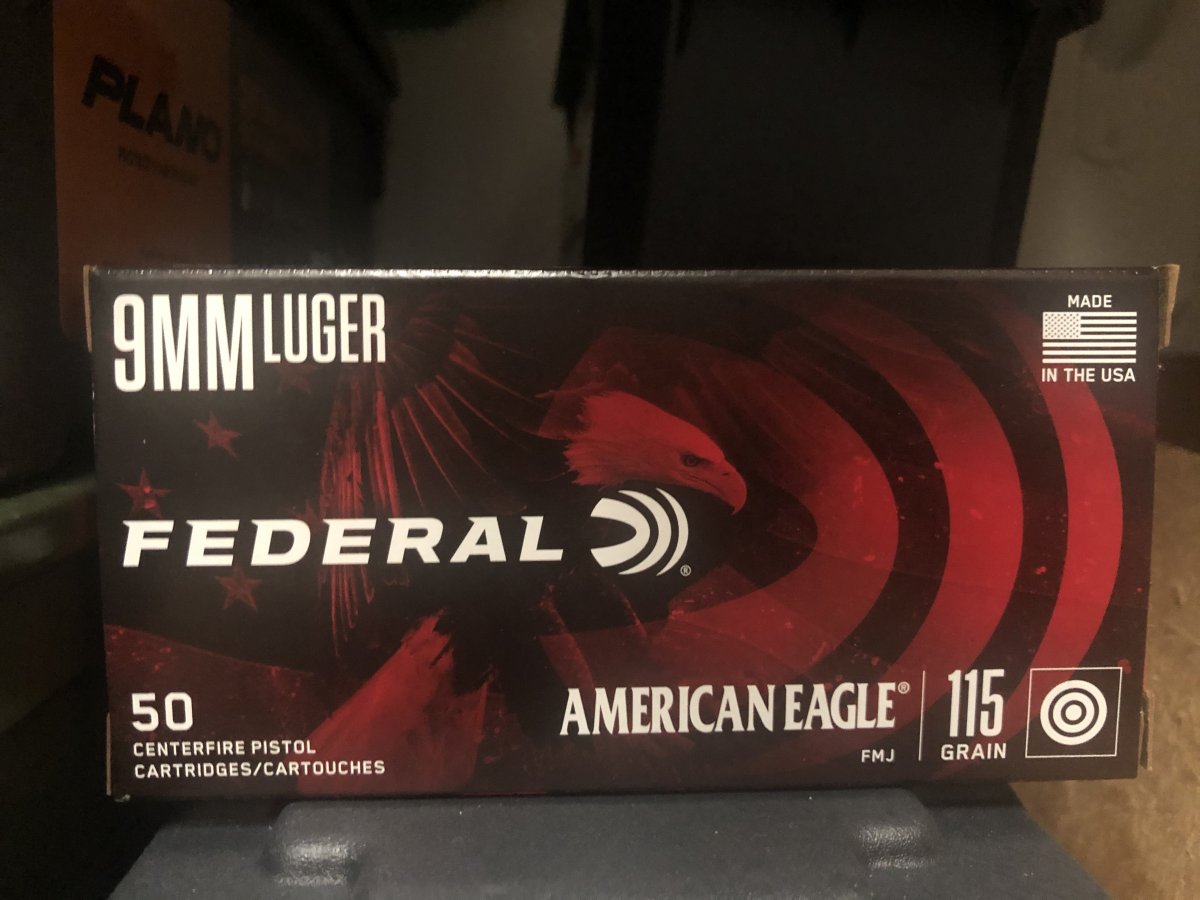 PLANO
9MM LUGER
MADE
IN THE USA
FEDERAL ®
50
CENTERFIRE PISTOL
CARTRIDGES/CARTOUCHES
AMERICAN EAGLE®
FMJ
115
GRAIN